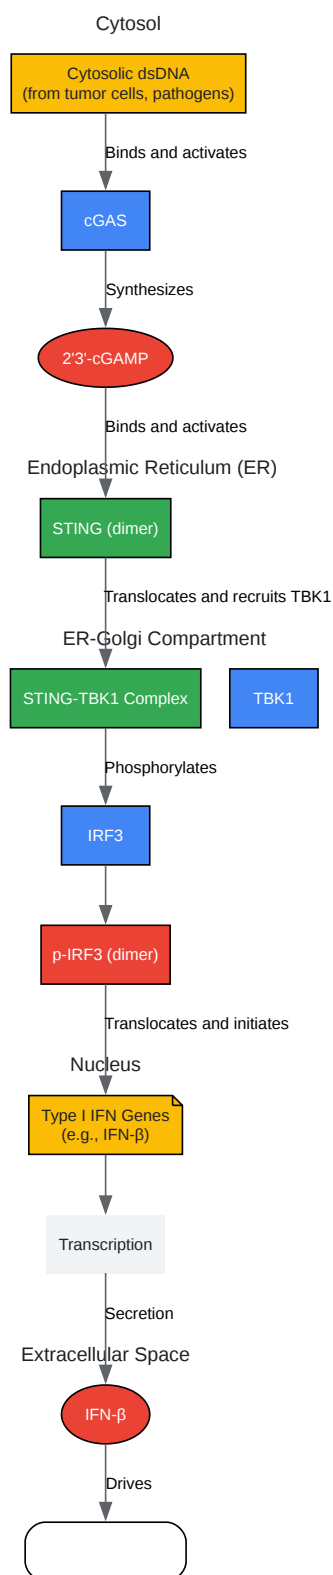 Cytosol
Cytosolic dsDNA
(from tumor cells, pathogens)
Binds and activates
cGAS
Synthesizes
2'3'-cGAMP
Binds and activates
Endoplasmic Reticulum (ER)
STING (dimer)
Translocates and recruits TBK1
ER-Golgi Compartment
STING-TBK1 Complex
TBK1
Phosphorylates
IRF3
p-IRF3 (dimer)
Translocates and initiates
Nucleus
Type I IFN Genes
(e.g., IFN-β)
Transcription
Secretion
Extracellular Space
IFN-β
Drives